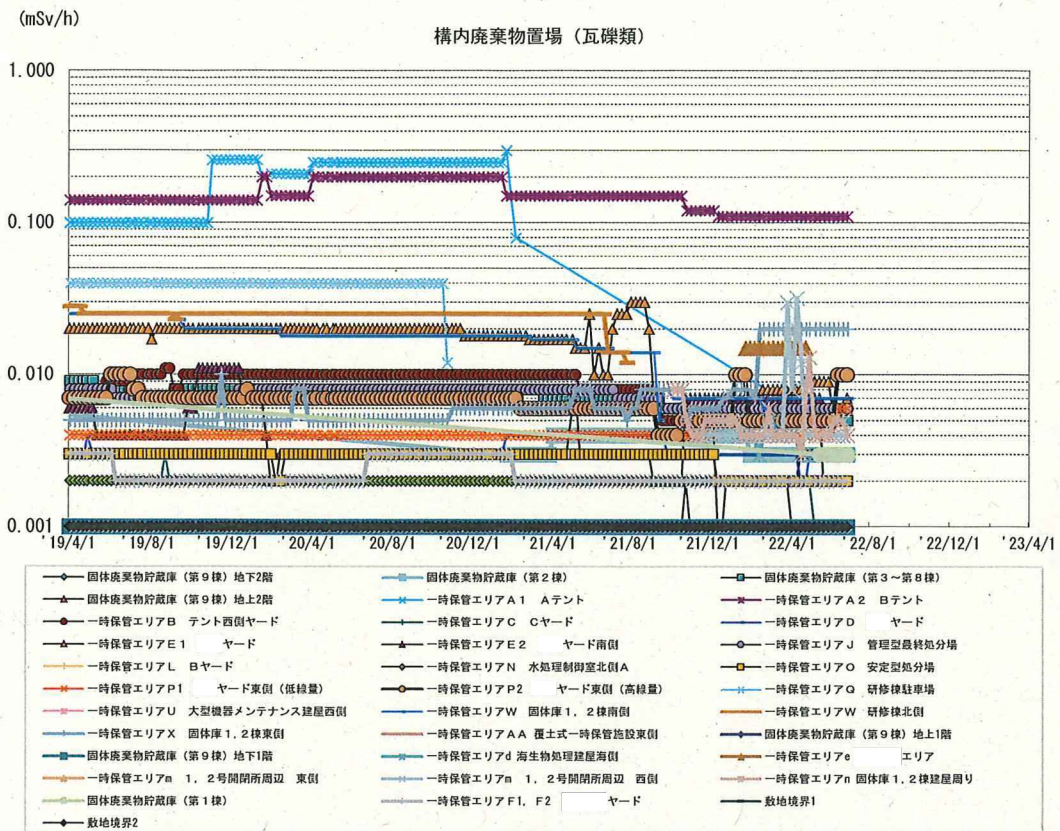 (mSv/h)
構内廃棄物置場（瓦礫類）
1.000
0.100
0.010
0.001
'19/4/1 '19/8/1 '19/12/1 '20/4/1 '20/8/1 '20/12/1 '21/4/1 '21/8/1 '21/12/1 '22/4/1 '22/8/1 '22/12/1 '23/4/1
固体廃棄物貯蔵庫（第9棟）地下2階 固体廃棄物貯蔵庫（第2棟） 固体廃棄物貯蔵庫（第3～第8棟）
固体廃棄物貯蔵庫（第9棟）地上2階 一時保管エリアA1 Aテント 一時保管エリアA2 Bテント
一時保管エリアB テント西側ヤード 一時保管エリアC Cヤード 一時保管エリアD ヤード
一時保管エリアE1 ヤード 一時保管エリアE2 ヤード南側 一時保管エリアJ 管理型最終処分場
一時保管エリアL Bヤード 一時保管エリアN 水処理制御室北側A 一時保管エリアO 安定型処分場
一時保管エリアP1 ヤード東側（低線量） 一時保管エリアP2 ヤード東側（高線量） 一時保管エリアQ 研修棟駐車場
一時保管エリアU 大型機器メンテナンス建屋西側 一時保管エリアW 固体庫1,2棟南側 一時保管エリアW 研修棟北側
一時保管エリアX 固体庫1,2棟東側 一時保管エリアAA 覆土式一時保管施設東側 固体廃棄物貯蔵庫（第9棟）地上1階
固体廃棄物貯蔵庫（第9棟）地下1階 一時保管エリアd 海生物処理建屋海側 一時保管エリアe エリア
一時保管エリアm 1,2号開閉所周辺 東側 一時保管エリアm 1,2号開閉所周辺 西側 一時保管エリアn 固体庫1,2棟建屋周り
固体廃棄物貯蔵庫（第1棟） 一時保管エリアF1,F2 ヤード 敷地境界1
敷地境界2